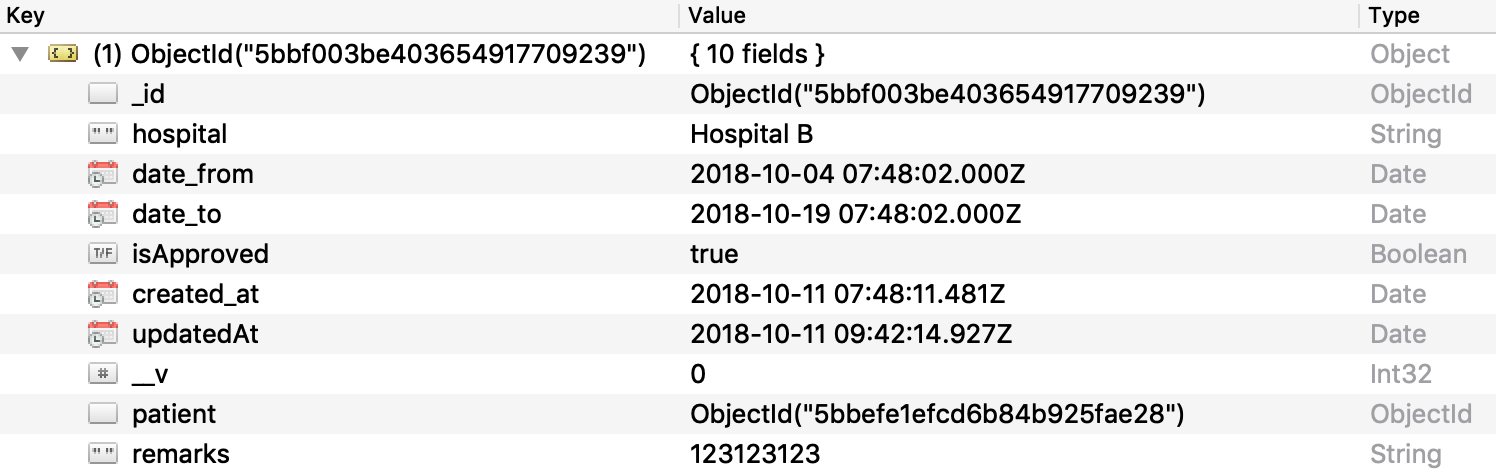 Key Value Type
(1) ObjectId("5bbf003be403654917709239") { 10 fields } Object
_id ObjectId("5bbf003be403654917709239") ObjectId
" " hospital Hospital B String
date_from 2018-10-04 07:48:02.000Z Date
date_to 2018-10-19 07:48:02.000Z Date
T/F isApproved true Boolean
created_at 2018-10-11 07:48:11.481Z Date
updatedAt 2018-10-11 09:42:14.927Z Date
# __v 0 Int32
patient ObjectId("5bbefe1efcd6b84b925fae28") ObjectId
" " remarks 123123123 String